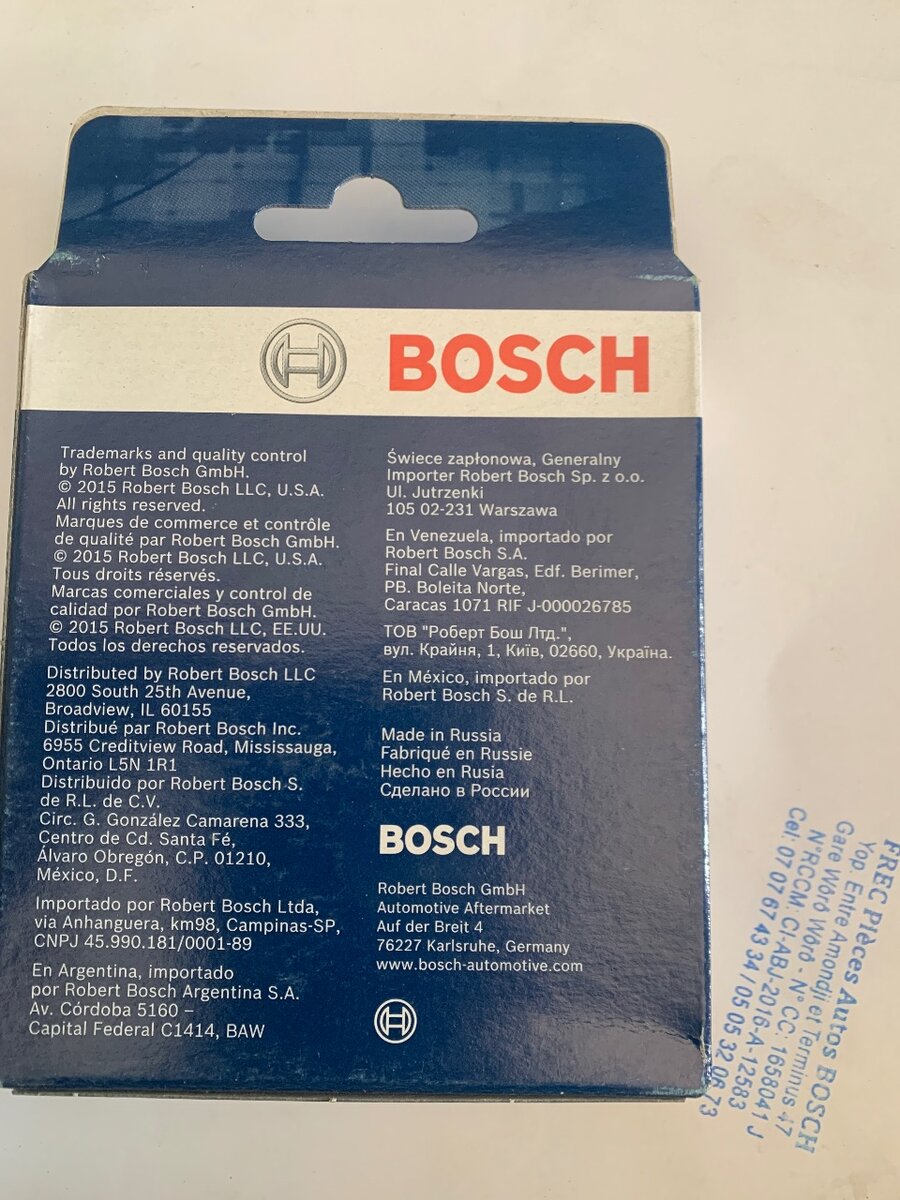 BOSCH
Trademarks and quality control
by Robert Bosch GmbH.
© 2015 Robert Bosch LLC, U.S.A.
All rights reserved.
Marques de commerce et contrôle
de qualité par Robert Bosch GmbH.
© 2015 Robert Bosch LLC, U.S.A.
Tous droits réservés.
Marcas comerciales y control de
calidad por Robert Bosch GmbH.
© 2015 Robert Bosch LLC, EE.UU.
Todos los derechos reservados.
Distributed by Robert Bosch LLC
2800 South 25th Avenue,
Broadview, IL 60155
Distribué par Robert Bosch Inc.
6955 Creditview Road, Mississauga,
Ontario L5N 1R1
Distribuido por Robert Bosch S.
de R.L. de C.V.
Circ. G. González Camarena 333,
Centro de Cd. Santa Fé,
Álvaro Obregón, C.P. 01210,
México, D.F.
Importado por Robert Bosch Ltda,
via Anhanguera, km98, Campinas-SP,
CNPJ 45.990.181/0001-89
En Argentina, importado
por Robert Bosch Argentina S.A.
Av. Córdoba 5160 –
Capital Federal C1414, BAW
Świece zapłonowa, Generalny
Importer Robert Bosch Sp. z o.o.
Ul. Jutrzenki
105 02-231 Warszawa
En Venezuela, importado por
Robert Bosch S.A.
Final Calle Vargas, Edf. Berimer,
PB. Boleita Norte,
Caracas 1071 RIF J-000026785
ТОВ "Роберт Бош Лтд.",
вул. Крайня, 1, Київ, 02660, Україна.
En México, importado por
Robert Bosch S. de R.L.
Made in Russia
Fabriqué en Russie
Hecho en Rusia
Сделано в России
BOSCH
Robert Bosch GmbH
Automotive Aftermarket
Auf der Breit 4
76227 Karlsruhe, Germany
www.bosch-automotive.com
FREC Pièces Autos BOSCH
Yop. Entre Amondji et Terminus 47
Gare Wôrô Wôrô - N° CC: 1658041 J
N°RCCM: CI-ABJ-2016-A-12583
Cel: 07 07 67 43 34 / 05 05 32 06 73